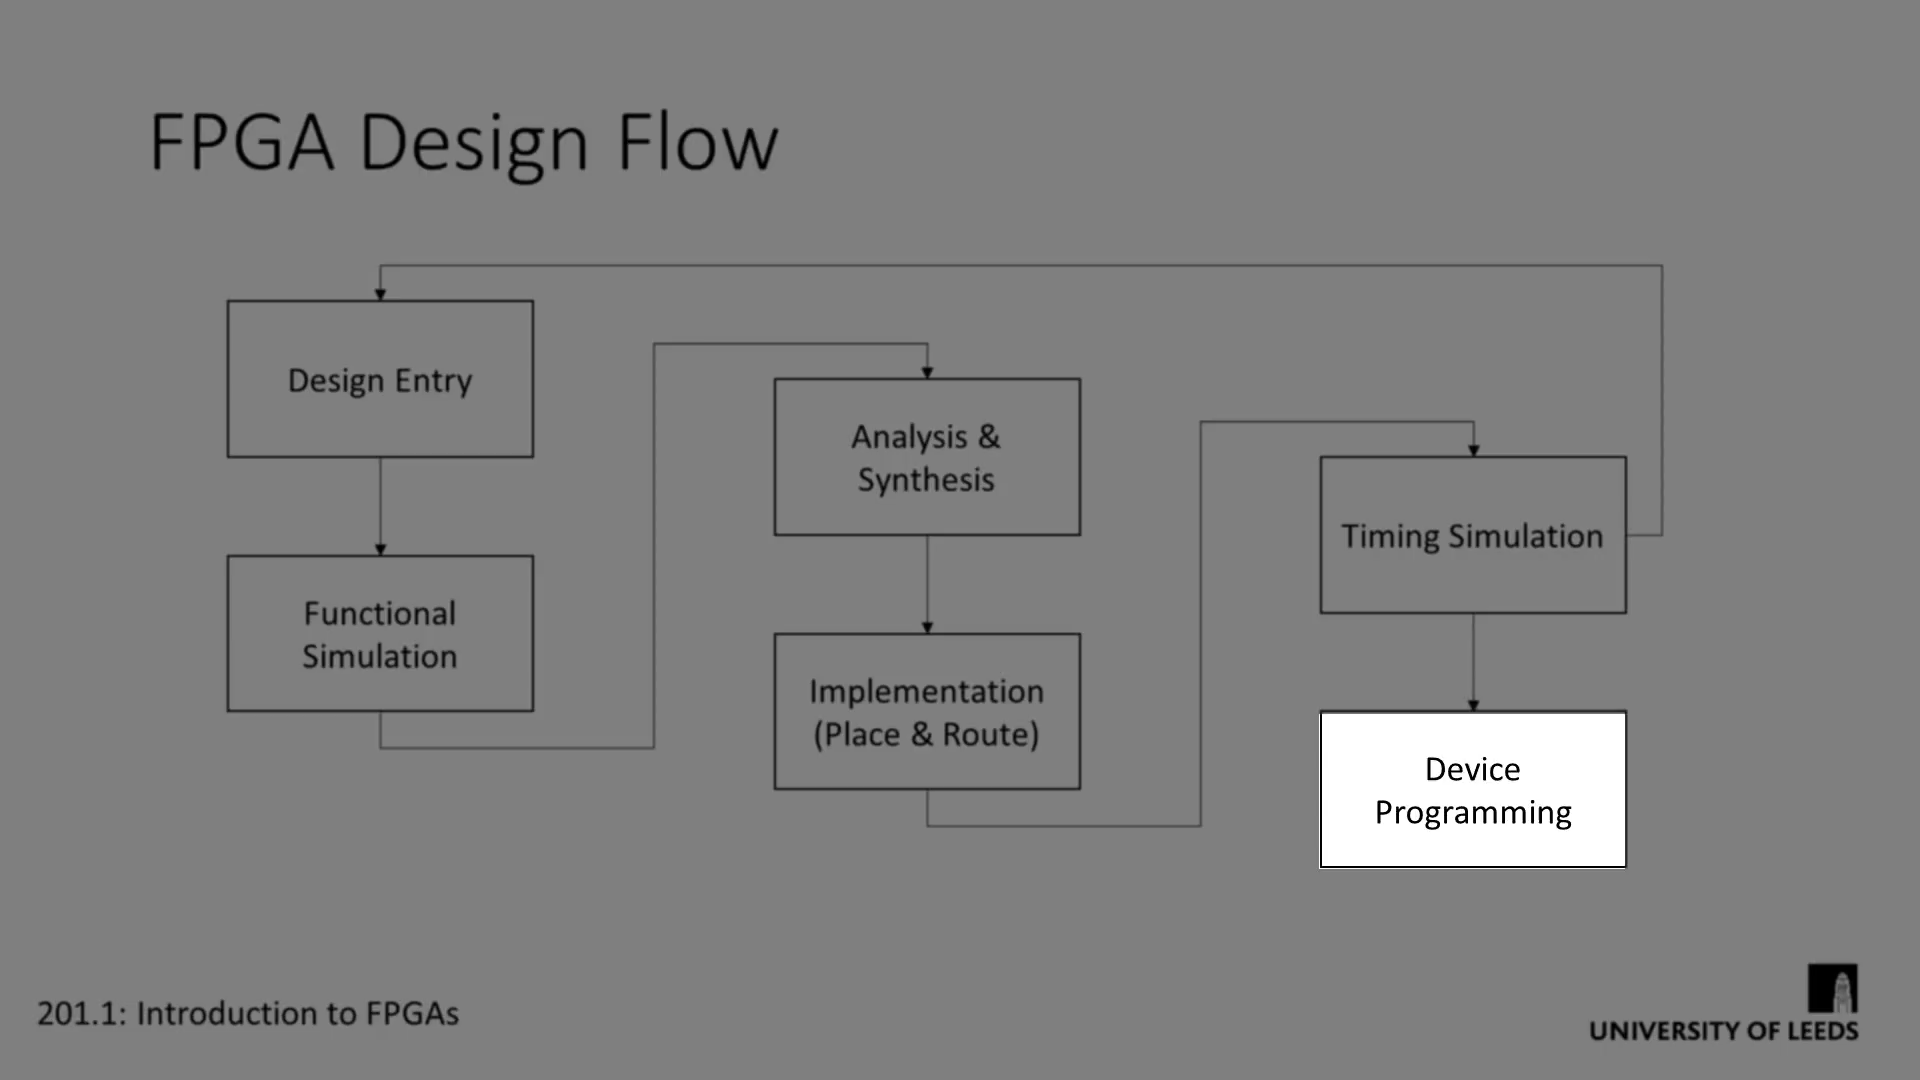 FPGA Design Flow
Design Entry
Functional
Simulation
Analysis &
Synthesis
Implementation
(Place & Route)
Timing Simulation
Device
Programming
201.1: Introduction to FPGAs
UNIVERSITY OF LEEDS